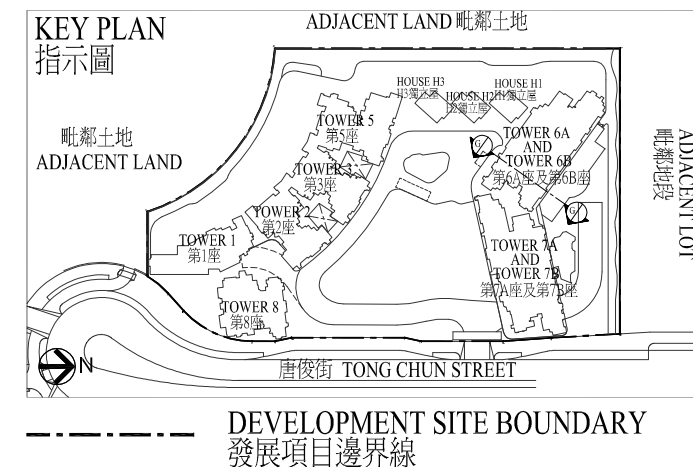 KEY PLAN
指示圖
ADJACENT LAND 毗鄰土地
毗鄰土地
ADJACENT LAND
HOUSE H3
H3獨立屋
HOUSE H2
H2獨立屋
HOUSE H1
H1獨立屋
TOWER 5
第5座
TOWER 3
第3座
TOWER 2
第2座
TOWER 1
第1座
TOWER 8
第8座
TOWER 6A
AND
TOWER 6B
第6A座及第6B座
G
G
TOWER 7A
AND
TOWER 7B
第7A座及第7B座
ADJACENT LOT
毗鄰地段
N
唐俊街 TONG CHUN STREET
DEVELOPMENT SITE BOUNDARY
發展項目邊界線